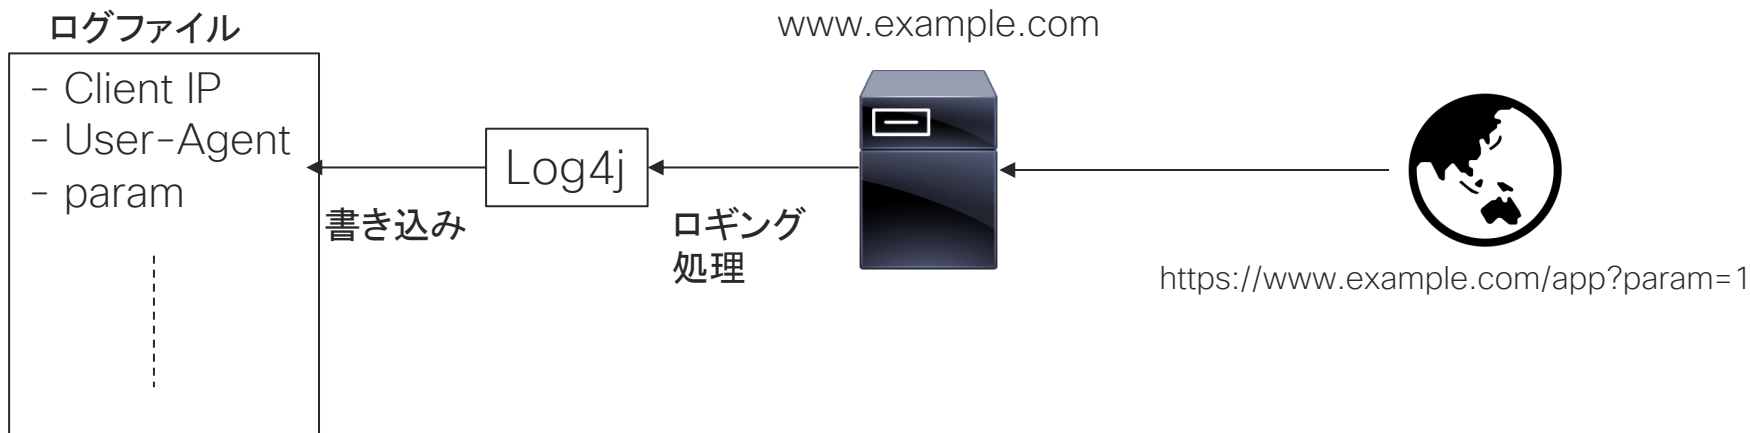 ログファイル
www.example.com
- Client IP
- User-Agent
- param
Log4j
書き込み
ロギング
処理
https://www.example.com/app?param=1